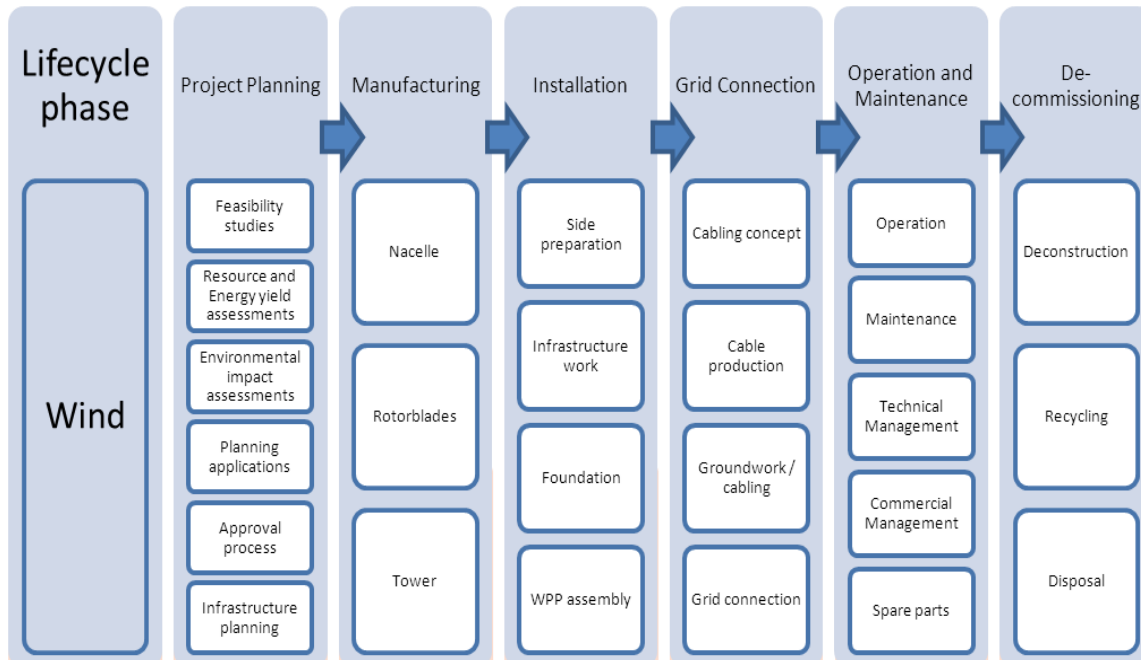 Lifecycle
phase
Project Planning
Manufacturing
Installation
Grid Connection
Operation and
Maintenance
De-
commissioning
Wind
Feasibility
studies
Resource and
Energy yield
assessments
Environmental
impact
assessments
Planning
applications
Approval
process
Infrastructure
planning
Nacelle
Rotorblades
Tower
Side
preparation
Infrastructure
work
Foundation
WPP assembly
Cabling concept
Cable
production
Groundwork /
cabling
Grid connection
Operation
Maintenance
Technical
Management
Commercial
Management
Spare parts
Deconstruction
Recycling
Disposal